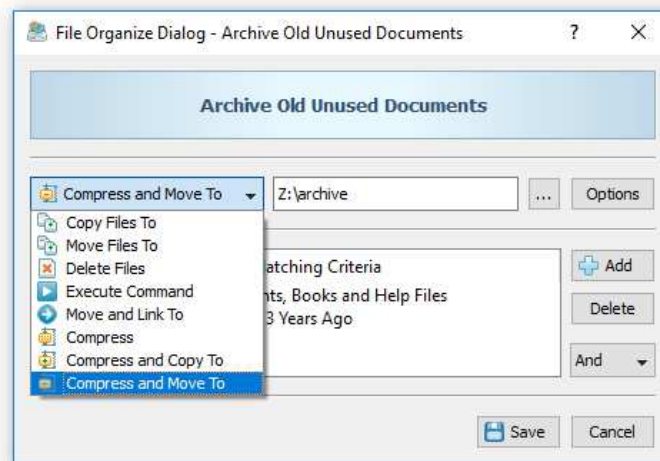 File Organize Dialog - Archive Old Unused Documents ?
Archive Old Unused Documents
Compress and Move To Z:\archive ... Options
Copy Files To
Move Files To
Delete Files atching Criteria Add
Execute Command nts, Books and Help Files
Move and Link To 3 Years Ago Delete
Compress
Compress and Copy To And
Compress and Move To
Save Cancel